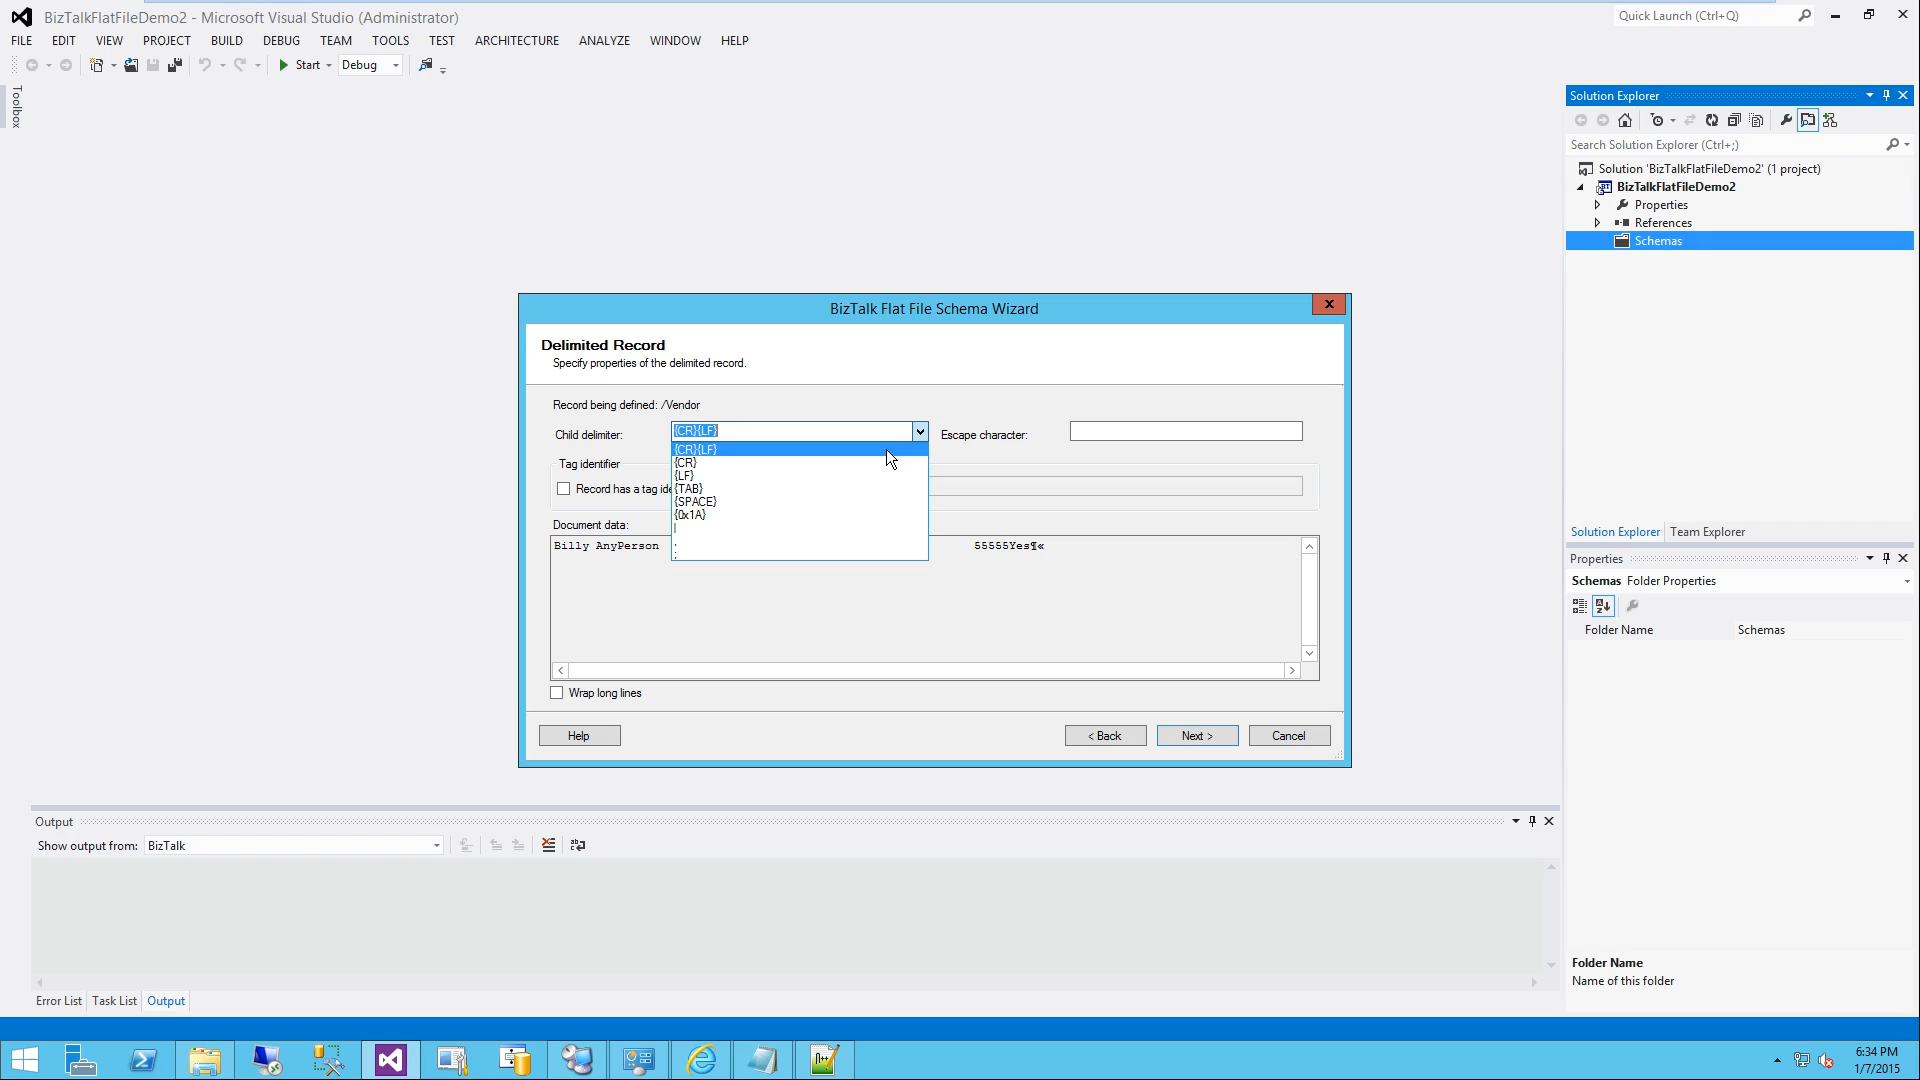 BizTalkFlatFileDemo2 - Microsoft Visual Studio (Administrator)
Quick Launch (Ctrl+Q)
FILE EDIT VIEW PROJECT BUILD DEBUG TEAM TOOLS TEST ARCHITECTURE ANALYZE WINDOW HELP
Start Debug
Toolbox
Solution Explorer
Search Solution Explorer (Ctrl+;)
Solution 'BizTalkFlatFileDemo2' (1 project)
BizTalkFlatFileDemo2
Properties
References
Schemas
BizTalk Flat File Schema Wizard
Delimited Record
Specify properties of the delimited record.
Record being defined: /Vendor
Child delimiter: {CR}{LF} Escape character:
{CR}{LF}
{CR}
{LF}
{TAB}
{SPACE}
{0x1A}
|
Tag identifier
Record has a tag ide
Document data:
Billy AnyPerson 55555Yes¶«
Wrap long lines
Help < Back Next > Cancel
Solution Explorer Team Explorer
Properties
Schemas Folder Properties
Folder Name Schemas
Folder Name
Name of this folder
Output
Show output from: BizTalk
Error List Task List Output
6:34 PM
1/7/2015